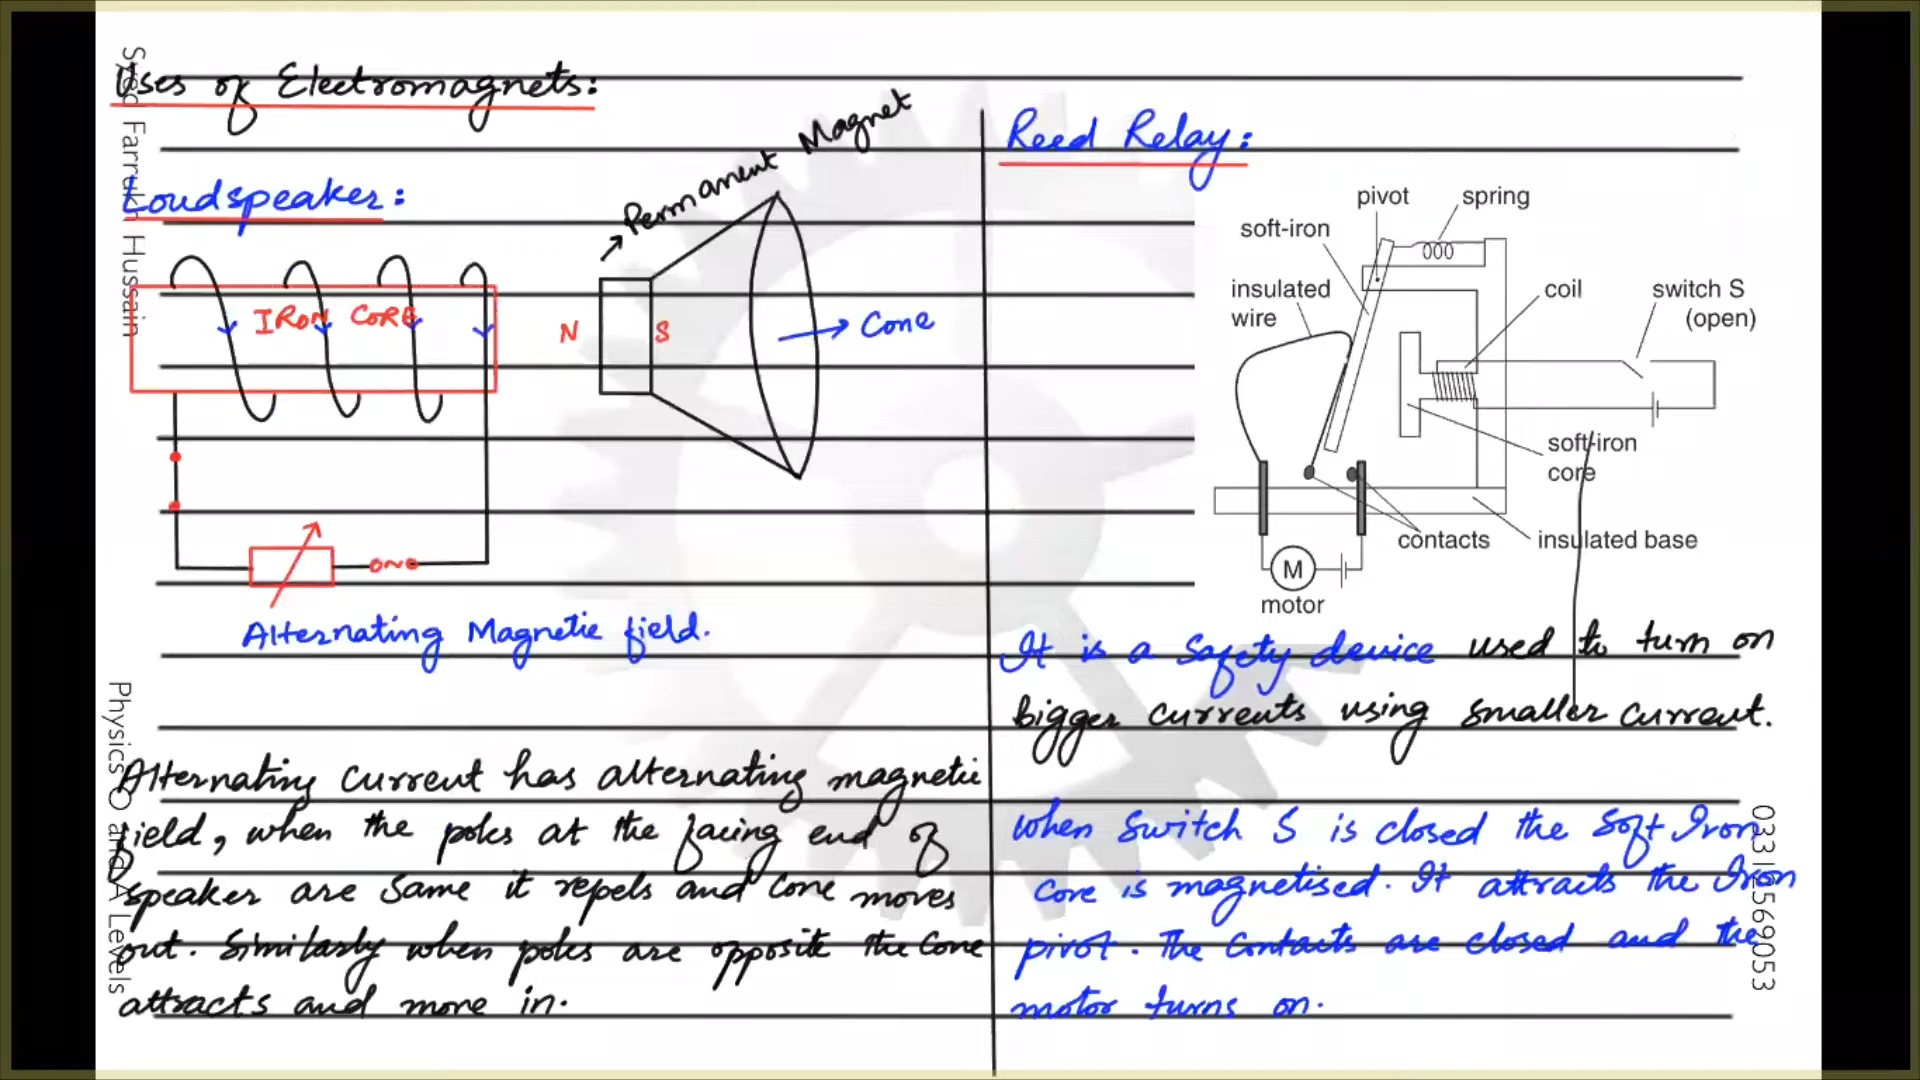 Uses of Electromagnets:
Loudspeaker:
Permanent Magnet
IRON CORE
N
S
Cone
Alternating Magnetic field.
Alternating Current has alternating magnetic
field, when the poles at the facing end of
speaker are same it repels and cone moves
out. Similarly when poles are opposite the Cone
attracts and move in.
Reed Relay:
pivot
spring
soft-iron
insulated
wire
coil
switch S
(open)
soft-iron
core
contacts
insulated base
M
motor
It is a safety device used to turn on
bigger currents using smaller current.
When Switch S is closed the Soft Iron
core is magnetised. It attracts the Iron
pivot. The Contacts are closed and the
motor turns on.
Syed Farrukh Hussain
Physics O and A Levels
03312569053